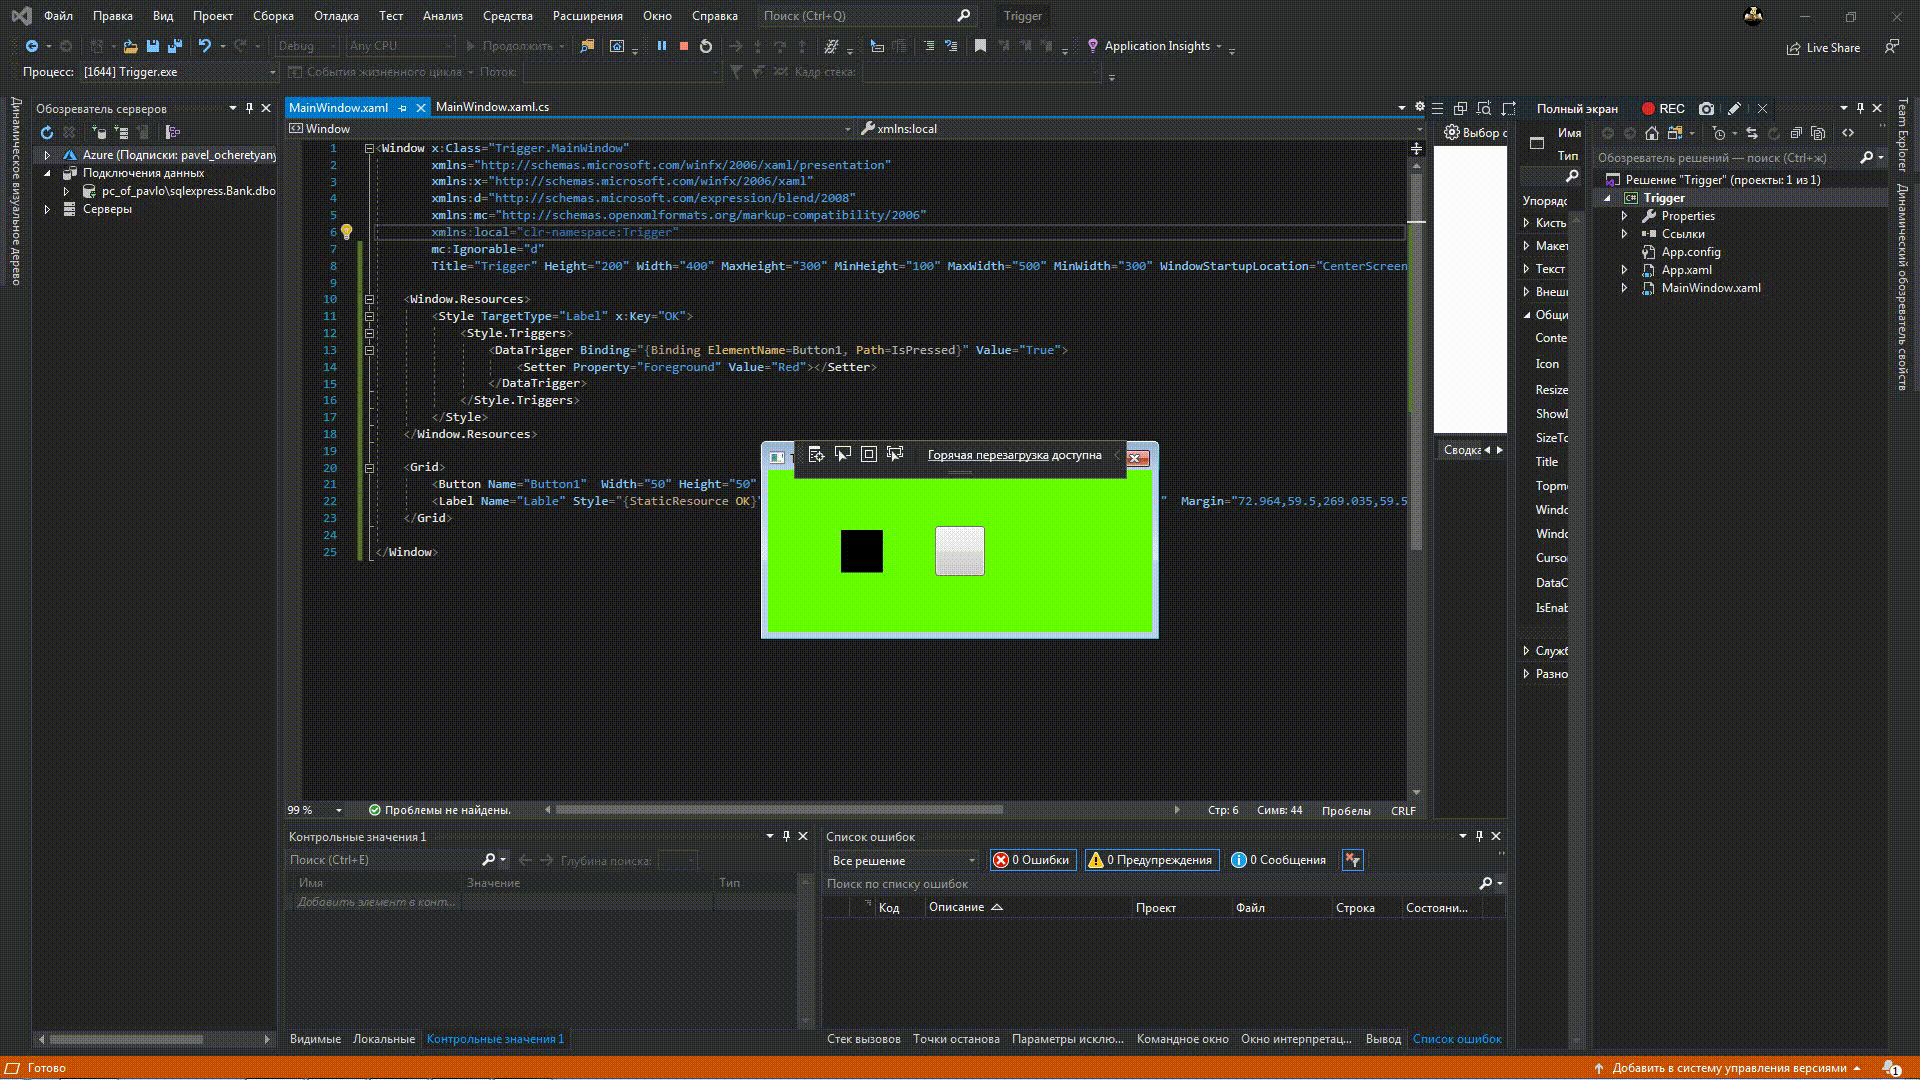 Файл Правка Вид Проект Сборка Отладка Тест Анализ Средства Расширения Окно Справка Поиск (Ctrl+Q) Trigger
Debug Any CPU Продолжить Application Insights Live Share
Процесс: [1644] Trigger.exe События жизненного цикла Поток: Кадр стека:
Динамическое визуальное дерево
Обозреватель серверов
Azure (Подписки: pavel_ocheretyany
Подключения данных
pc_of_pavlo\sqlexpress.Bank.dbo
Серверы
MainWindow.xaml MainWindow.xaml.cs
Window xmlns:local
1 <Window x:Class="Trigger.MainWindow"
2 xmlns="http://schemas.microsoft.com/winfx/2006/xaml/presentation"
3 xmlns:x="http://schemas.microsoft.com/winfx/2006/xaml"
4 xmlns:d="http://schemas.microsoft.com/expression/blend/2008"
5 xmlns:mc="http://schemas.openxmlformats.org/markup-compatibility/2006"
6 xmlns:local="clr-namespace:Trigger"
7 mc:Ignorable="d"
8 Title="Trigger" Height="200" Width="400" MaxHeight="300" MinHeight="100" MaxWidth="500" MinWidth="300" WindowStartupLocation="CenterScreen
9
10 <Window.Resources>
11 <Style TargetType="Label" x:Key="OK">
12 <Style.Triggers>
13 <DataTrigger Binding="{Binding ElementName=Button1, Path=IsPressed}" Value="True">
14 <Setter Property="Foreground" Value="Red"></Setter>
15 </DataTrigger>
16 </Style.Triggers>
17 </Style>
18 </Window.Resources>
19
20 <Grid>
21 <Button Name="Button1" Width="50" Height="50"
22 <Label Name="Lable" Style="{StaticResource OK}" " Margin="72.964,59.5,269.035,59.5
23 </Grid>
24
25 </Window>
Горячая перезагрузка доступна
99 % Проблемы не найдены. Стр: 6 Симв: 44 Пробелы CRLF
Выбор с
Сводка
Полный экран REC
Имя
Тип
Упорядо
Кисть
Макет
Текст
Внеш
Общи
Conte
Icon
Resize
ShowI
SizeTo
Title
Topmo
Windo
Windo
Cursor
DataC
IsEnab
Служб
Разно
Обозреватель решений — поиск (Ctrl+ж)
Решение "Trigger" (проекты: 1 из 1)
Trigger
Properties
Ссылки
App.config
App.xaml
MainWindow.xaml
Team Explorer
Динамический обозреватель свойств
Контрольные значения 1
Поиск (Ctrl+E) Глубина поиска:
Имя Значение Тип
Добавить элемент в конт...
Видимые Локальные Контрольные значения 1
Список ошибок
Все решение 0 Ошибки 0 Предупреждения 0 Сообщения
Поиск по списку ошибок
Код Описание Проект Файл Строка Состояни...
Стек вызовов Точки останова Параметры исклю... Командное окно Окно интерпретац... Вывод Список ошибок
Готово Добавить в систему управления версиями 1